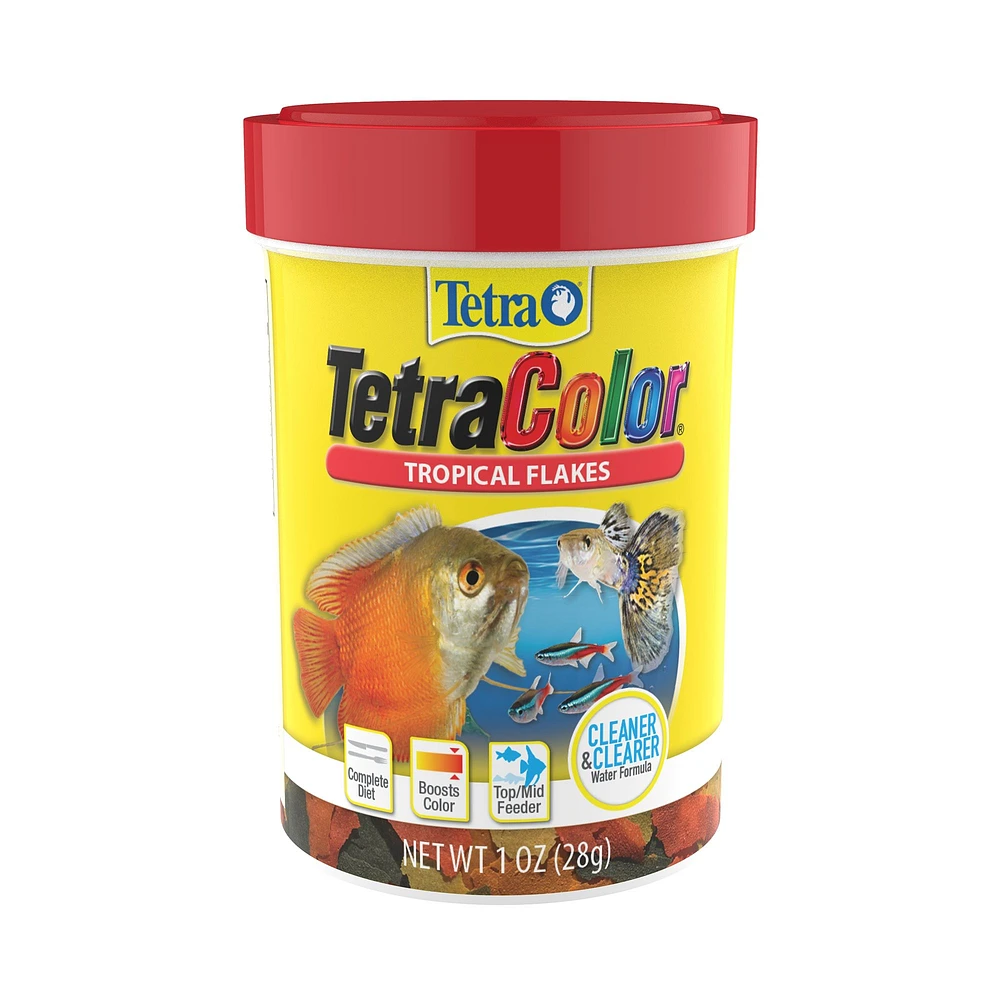 Tetra®
TetraColor®
TROPICAL FLAKES
CLEANER
& CLEARER
Water Formula
Complete
Diet
Boosts
Color
Top/Mid
Feeder
NET WT 1 OZ (28g)